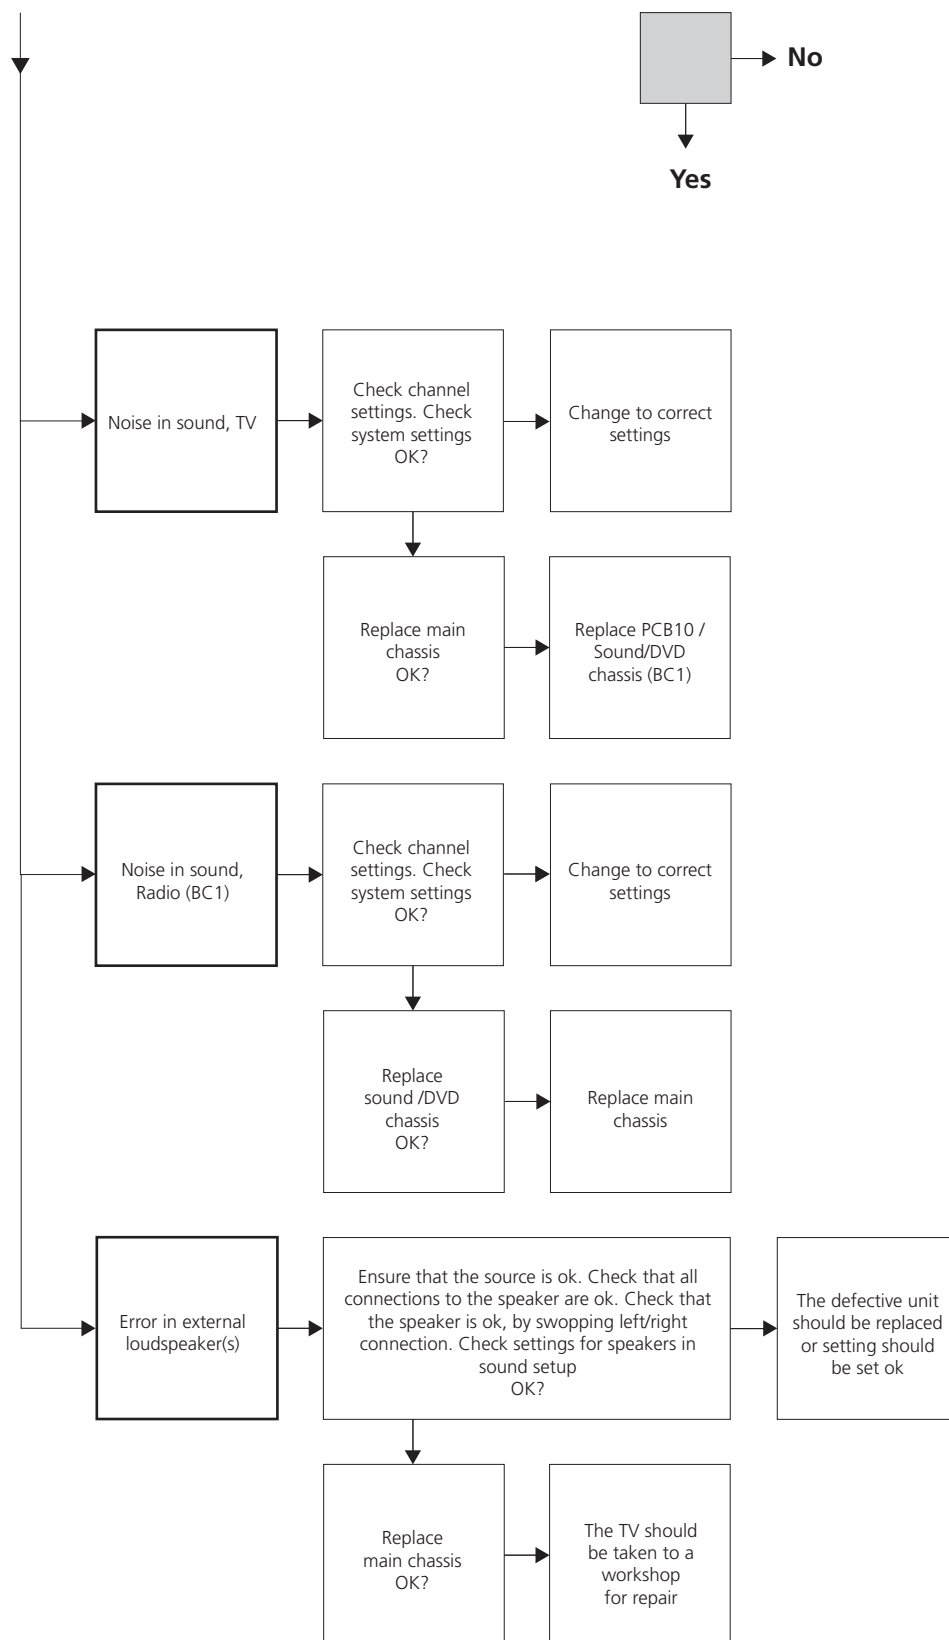 No
Yes
Noise in sound, TV
Check channel
settings. Check
system settings
OK?
Change to correct
settings
Replace main
chassis
OK?
Replace PCB10 /
Sound/DVD
chassis (BC1)
Noise in sound,
Radio (BC1)
Check channel
settings. Check
system settings
OK?
Change to correct
settings
Replace
sound /DVD
chassis
OK?
Replace main
chassis
Error in external
loudspeaker(s)
Ensure that the source is ok. Check that all
connections to the speaker are ok. Check that
the speaker is ok, by swopping left/right
connection. Check settings for speakers in
sound setup
OK?
The defective unit
should be replaced
or setting should
be set ok
Replace
main chassis
OK?
The TV should
be taken to a
workshop
for repair